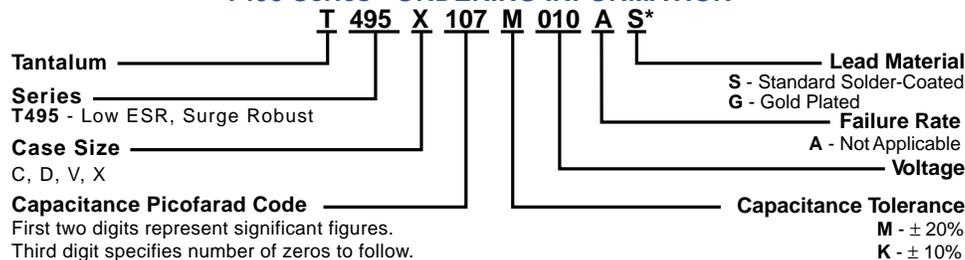 T 495 X 107 M 010 A S*
Tantalum
Series
T495 - Low ESR, Surge Robust
Case Size
C, D, V, X
Capacitance Picofarad Code
First two digits represent significant figures.
Third digit specifies number of zeros to follow.
Lead Material
S - Standard Solder-Coated
G - Gold Plated
Failure Rate
A - Not Applicable
Voltage
Capacitance Tolerance
M - ± 20%
K - ± 10%